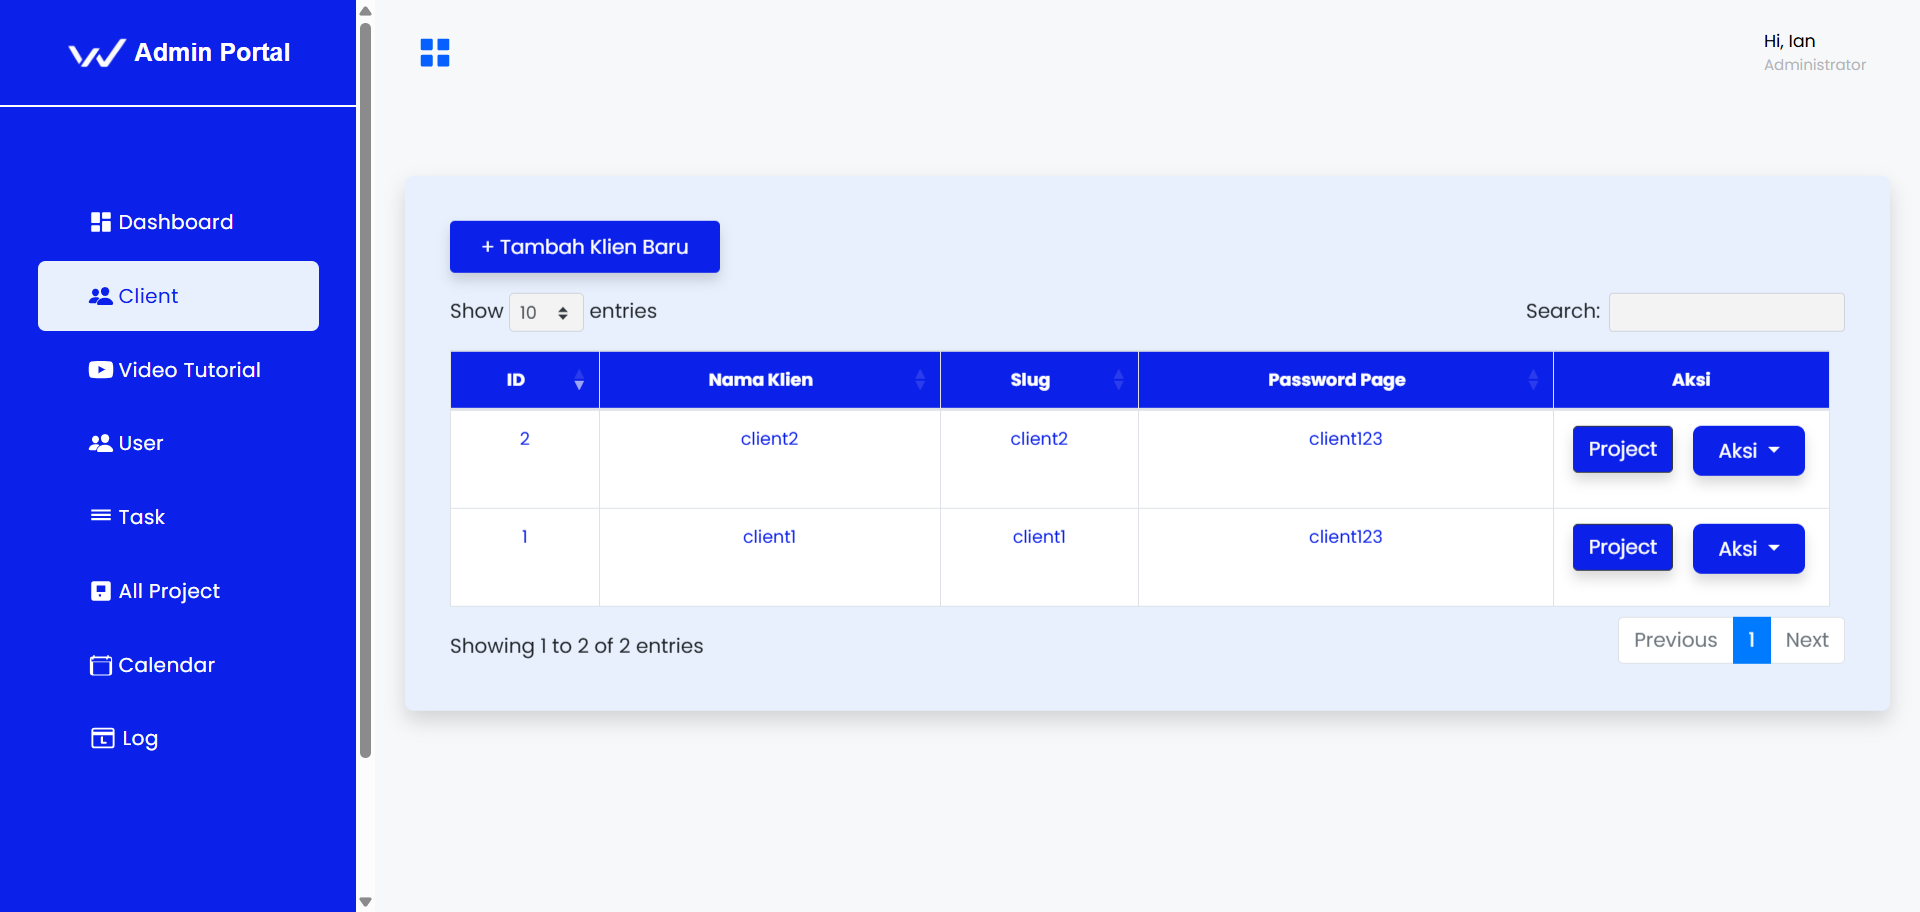 Admin Portal
Hi, Ian
Administrator
Dashboard
Client
Video Tutorial
User
Task
All Project
Calendar
Log
+ Tambah Klien Baru
Show 10 entries
Search:
ID Nama Klien Slug Password Page Aksi
2 client2 client2 client123 Project Aksi
1 client1 client1 client123 Project Aksi
Showing 1 to 2 of 2 entries
Previous 1 Next